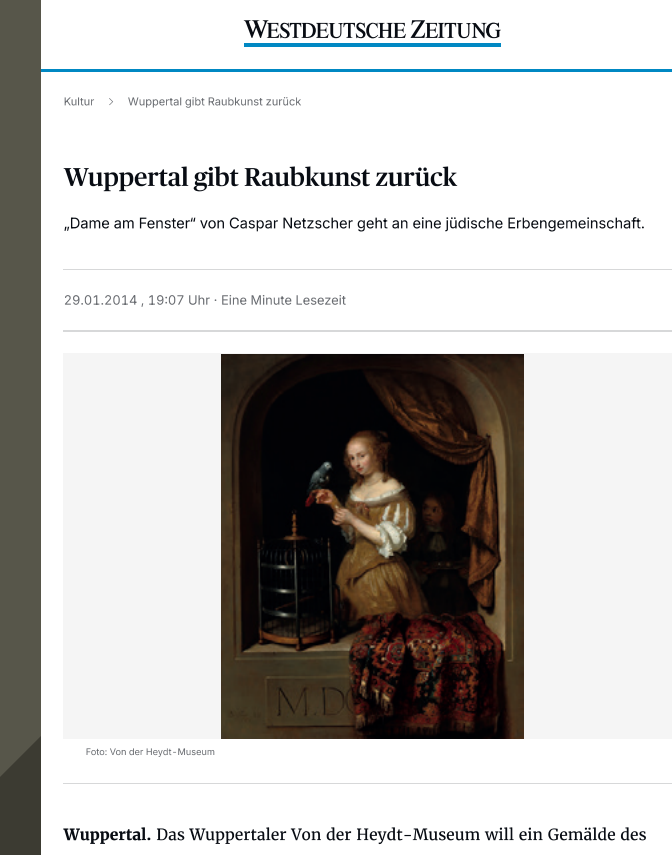 WESTDEUTSCHE ZEITUNG
Kultur > Wuppertal gibt Raubkunst zurück
Wuppertal gibt Raubkunst zurück
„Dame am Fenster“ von Caspar Netzscher geht an eine jüdische Erbengemeinschaft.
29.01.2014 , 19:07 Uhr · Eine Minute Lesezeit
M.DC
Foto: Von der Heydt-Museum
Wuppertal. Das Wuppertaler Von der Heydt-Museum will ein Gemälde des